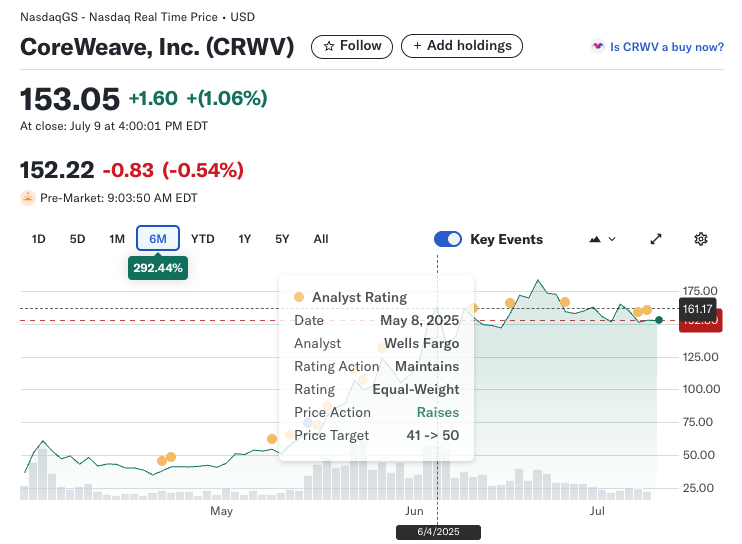 NasdaqGS - Nasdaq Real Time Price • USD
CoreWeave, Inc. (CRWV)
Follow
+ Add holdings
Is CRWV a buy now?
153.05 +1.60 +(1.06%)
At close: July 9 at 4:00:01 PM EDT
152.22 -0.83 (-0.54%)
Pre-Market: 9:03:50 AM EDT
1D 5D 1M 6M YTD 1Y 5Y All
Key Events
292.44%
Analyst Rating
Date May 8, 2025
Analyst Wells Fargo
Rating Action Maintains
Rating Equal-Weight
Price Action Raises
Price Target 41 -> 50
175.00
161.17
125.00
100.00
75.00
50.00
25.00
May Jun Jul
6/4/2025